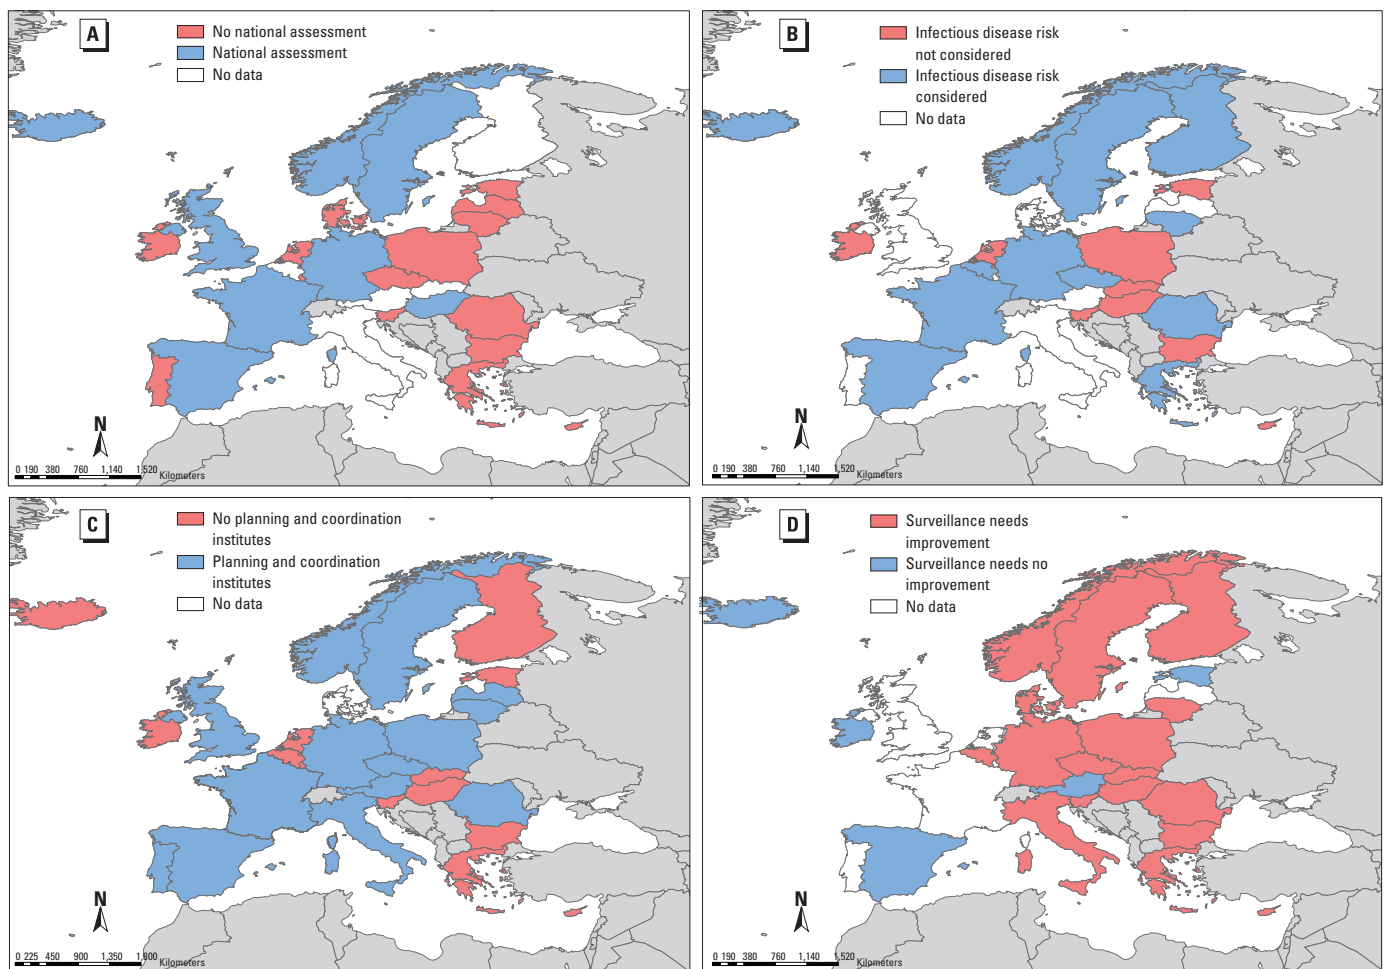 A
No national assessment
National assessment
No data
N
0 190 380 760 1,140 1,520
Kilometers
B
Infectious disease risk
not considered
Infectious disease risk
considered
No data
N
0 190 380 760 1,140 1,520
Kilometers
C
No planning and coordination
institutes
Planning and coordination
institutes
No data
N
0 225 450 900 1,350 1,800
Kilometers
D
Surveillance needs
improvement
Surveillance needs no
improvement
No data
N
0 190 380 760 1,140 1,520
Kilometers